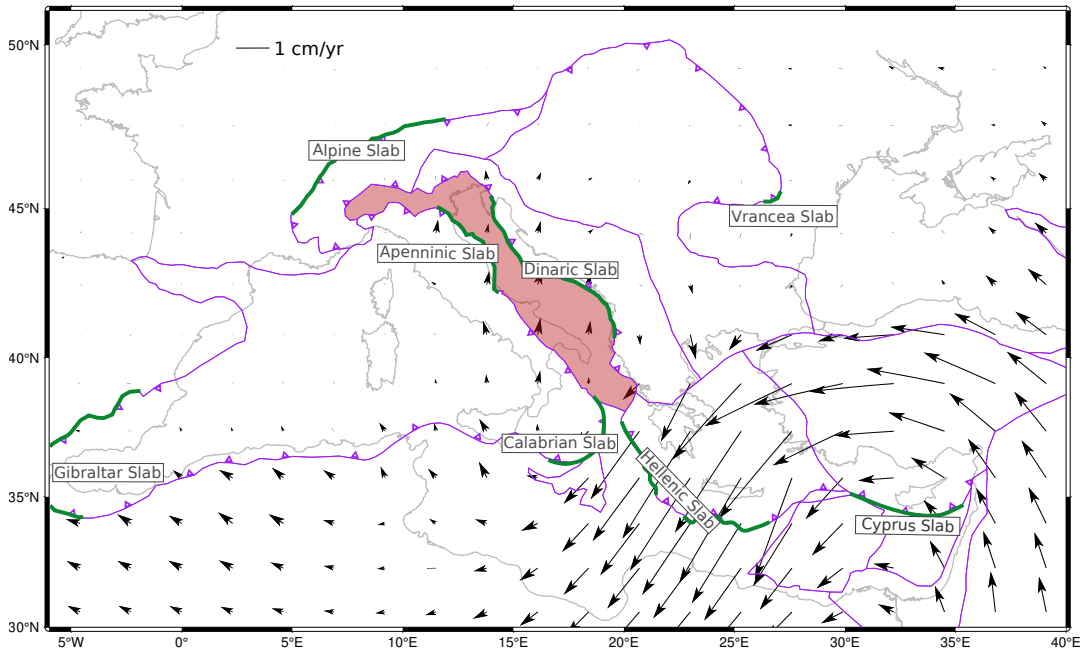 50°N
1 cm/yr
Alpine Slab
45°N
Vrancea Slab
Apenninic Slab
Dinaric Slab
40°N
Calabrian Slab
Gibraltar Slab
Hellenic Slab
35°N
Cyprus Slab
30°N
5°W
0°
5°E
10°E
15°E
20°E
25°E
30°E
35°E
40°E